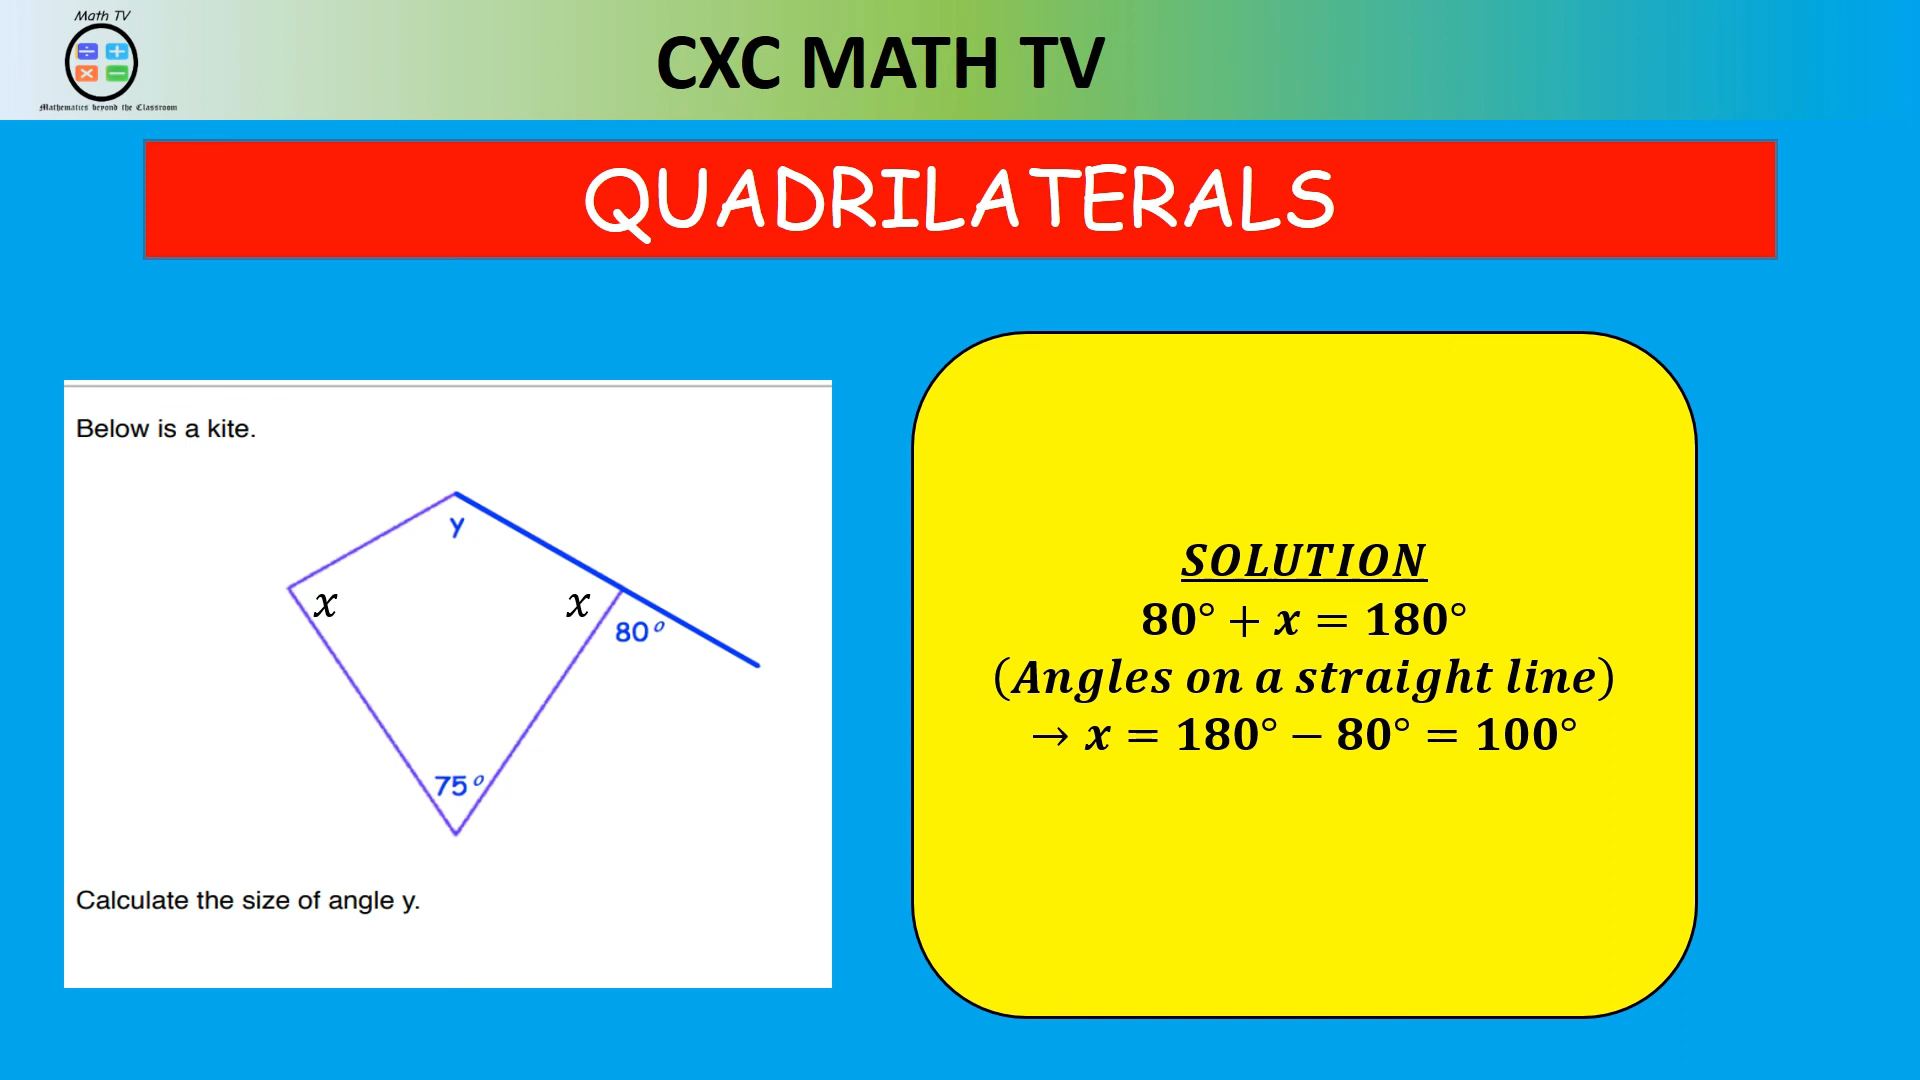 Math TV
÷ +
× −
Mathematics beyond the Classroom
CXC MATH TV
QUADRILATERALS
Below is a kite.
y
x x
80°
75°
Calculate the size of angle y.
SOLUTION
80° + x = 180°
(Angles on a straight line)
→ x = 180° − 80° = 100°